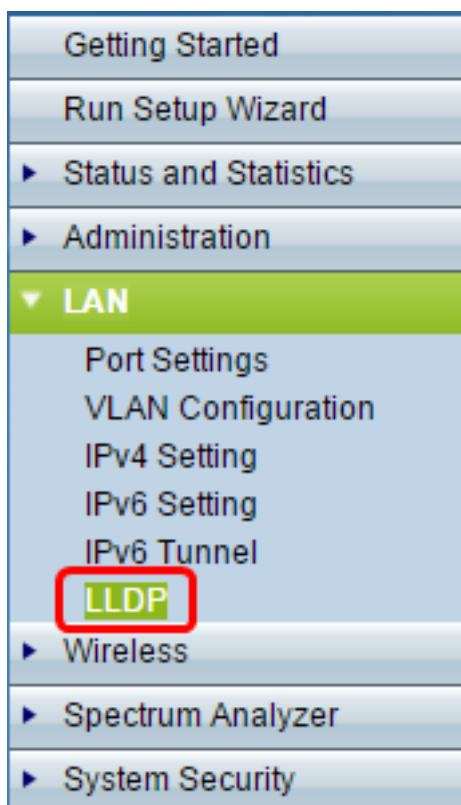 Getting Started
Run Setup Wizard
Status and Statistics
Administration
LAN
Port Settings
VLAN Configuration
IPv4 Setting
IPv6 Setting
IPv6 Tunnel
LLDP
Wireless
Spectrum Analyzer
System Security